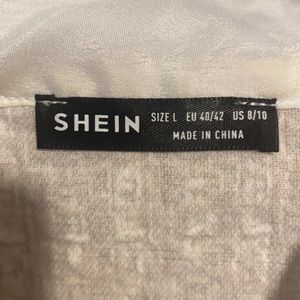 SHEIN SIZE L EU 40/42 US 8/10
MADE IN CHINA